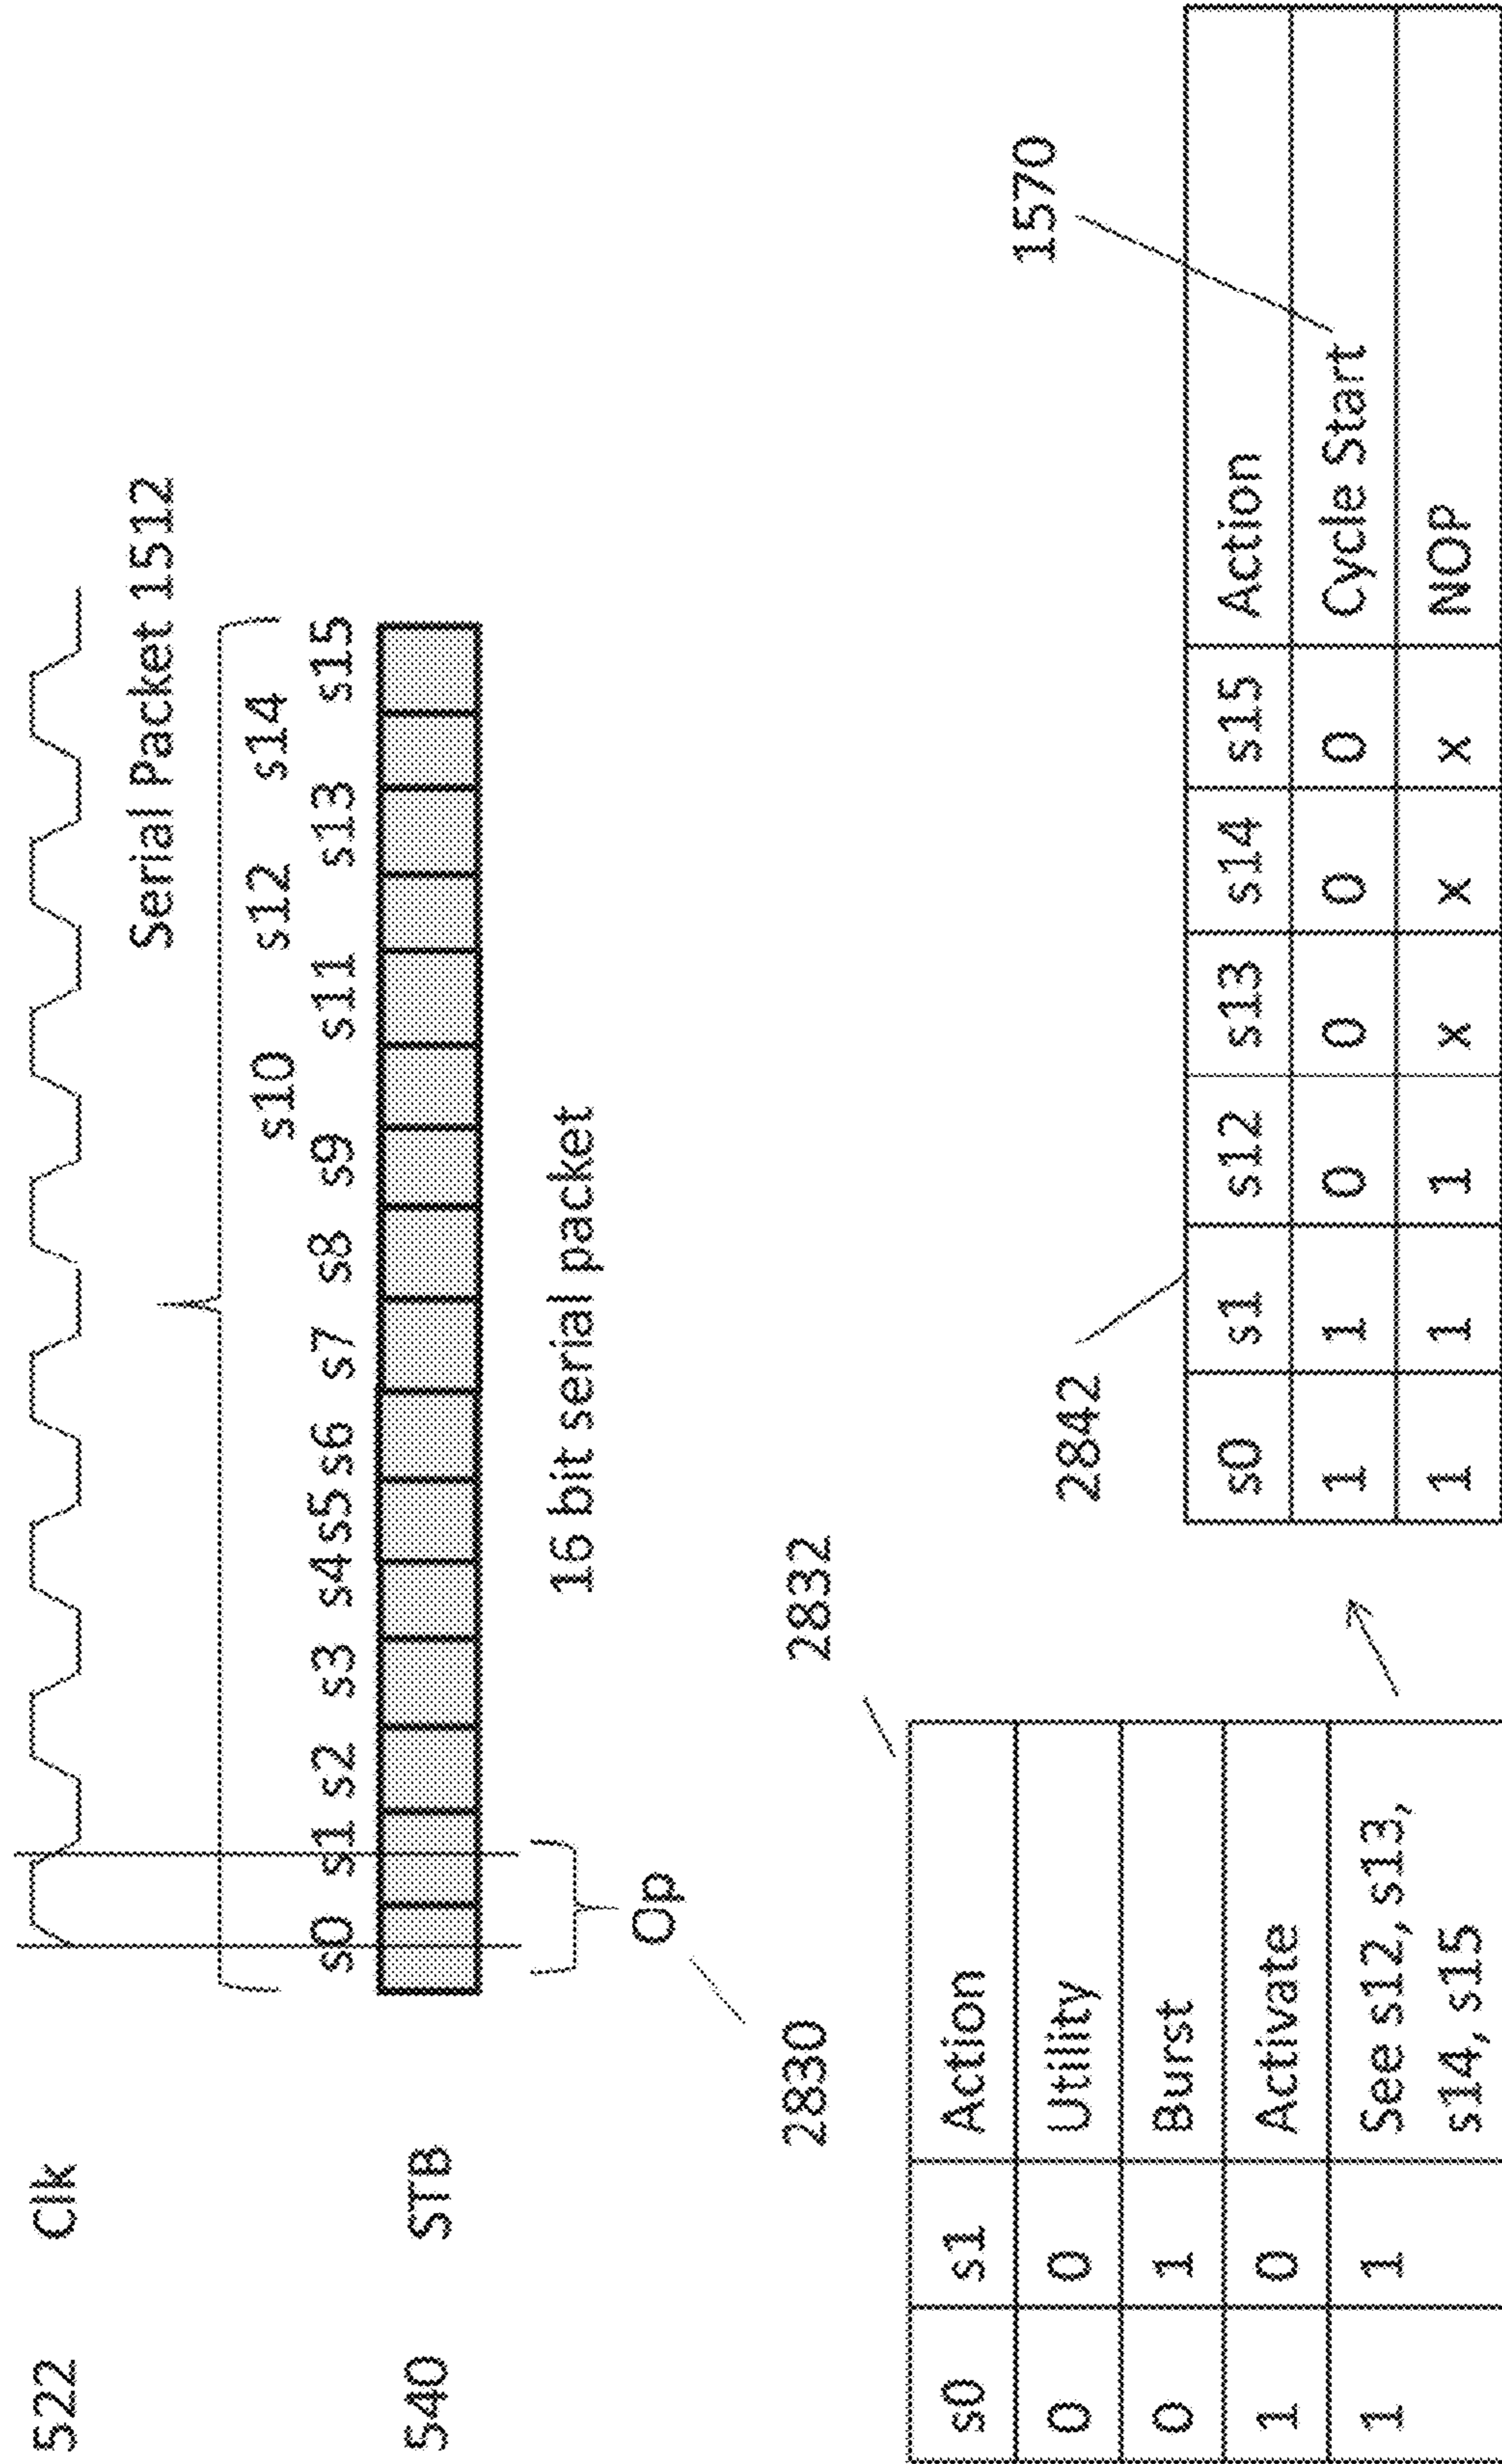 522 Clk
Serial Packet 1512
s10 s12 s14
s0 s1 s2 s3 s4 s5 s6 s7 s8 s9 s11 s13 s15
540 STB
16 bit serial packet
Op
2830
2832
s0 s1 Action
0 0 Utility
0 1 Burst
1 0 Activate
1 1 See s12, s13,
s14, s15
1570
2842
s0 s1 s12 s13 s14 s15 Action
1 1 0 0 0 0 Cycle Start
1 1 1 x x x NOP